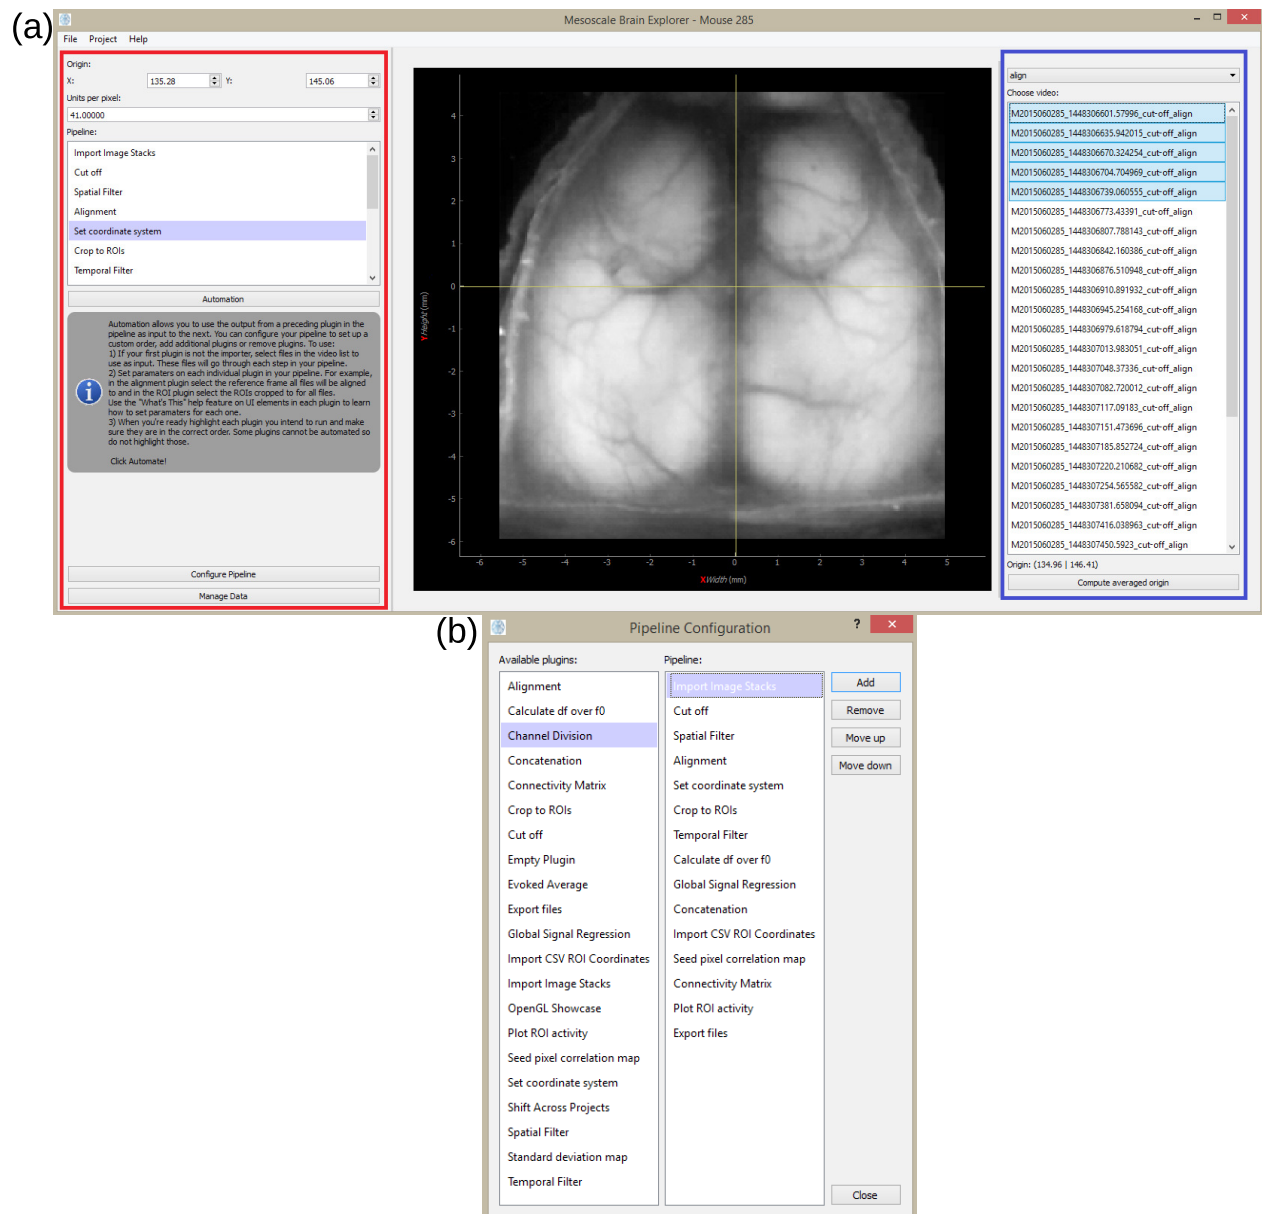 (a)
Mesoscale Brain Explorer - Mouse 285
File Project Help
Origin:
X: 135.28 Y: 145.06
Units per pixel:
41.00000
Pipeline:
Import Image Stacks
Cut off
Spatial Filter
Alignment
Set coordinate system
Crop to ROIs
Temporal Filter
Automation
Automation allows you to use the output from a preceding plugin in the
pipeline as input to the next. You can configure your pipeline to set up a
custom order, add additional plugins or remove plugins. To use:
1) If your first plugin is not the importer, select files in the video list to
use as input. These files will go through each step in your pipeline.
2) Set paramaters on each individual plugin in your pipeline. For example,
in the alignment plugin select the reference frame all files will be aligned
to and in the ROI plugin select the ROIs cropped to for all files.
Use the "What's This" help feature on UI elements in each plugin to learn
how to set paramaters for each one.
3) When you're ready highlight each plugin you intend to run and make
sure they are in the correct order. Some plugins cannot be automated so
do not highlight those.
Click Automate!
Configure Pipeline
Manage Data
4
3
2
1
0
-1
-2
-3
-4
-5
-6
Y Height (mm)
-6 -5 -4 -3 -2 -1 0 1 2 3 4 5
X Width (mm)
align
Choose video:
M2015060285_1448306601.57996_cut-off_align
M2015060285_1448306635.942015_cut-off_align
M2015060285_1448306670.324254_cut-off_align
M2015060285_1448306704.704969_cut-off_align
M2015060285_1448306739.060555_cut-off_align
M2015060285_1448306773.43391_cut-off_align
M2015060285_1448306807.788143_cut-off_align
M2015060285_1448306842.160386_cut-off_align
M2015060285_1448306876.510948_cut-off_align
M2015060285_1448306910.891932_cut-off_align
M2015060285_1448306945.254168_cut-off_align
M2015060285_1448306979.618794_cut-off_align
M2015060285_1448307013.983051_cut-off_align
M2015060285_1448307048.37336_cut-off_align
M2015060285_1448307082.720012_cut-off_align
M2015060285_1448307117.09183_cut-off_align
M2015060285_1448307151.473696_cut-off_align
M2015060285_1448307185.852724_cut-off_align
M2015060285_1448307220.210682_cut-off_align
M2015060285_1448307254.565582_cut-off_align
M2015060285_1448307381.658094_cut-off_align
M2015060285_1448307416.038963_cut-off_align
M2015060285_1448307450.5923_cut-off_align
Origin: (134.96 | 146.41)
Compute averaged origin
(b)
Pipeline Configuration
?
Available plugins:
Alignment
Calculate df over f0
Channel Division
Concatenation
Connectivity Matrix
Crop to ROIs
Cut off
Empty Plugin
Evoked Average
Export files
Global Signal Regression
Import CSV ROI Coordinates
Import Image Stacks
OpenGL Showcase
Plot ROI activity
Seed pixel correlation map
Set coordinate system
Shift Across Projects
Spatial Filter
Standard deviation map
Temporal Filter
Pipeline:
Import Image Stacks
Cut off
Spatial Filter
Alignment
Set coordinate system
Crop to ROIs
Temporal Filter
Calculate df over f0
Global Signal Regression
Concatenation
Import CSV ROI Coordinates
Seed pixel correlation map
Connectivity Matrix
Plot ROI activity
Export files
Add
Remove
Move up
Move down
Close